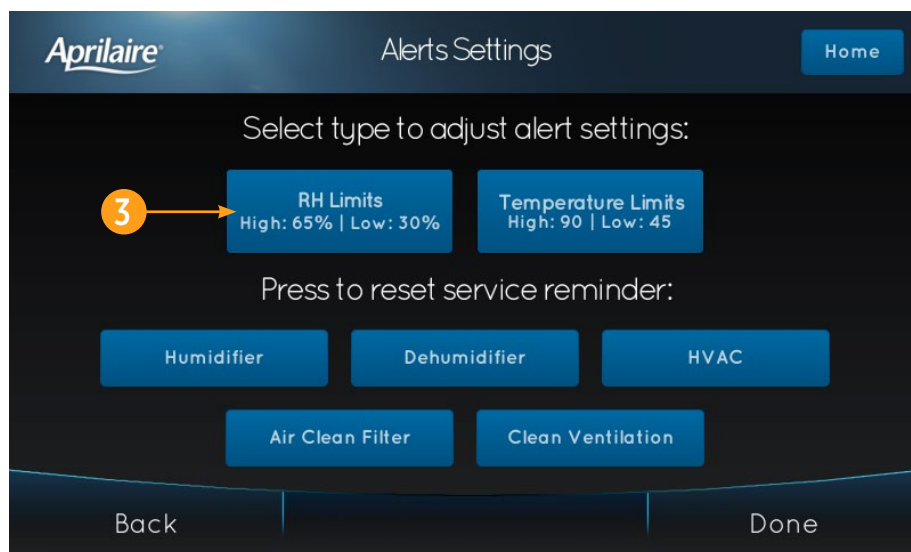 Aprilaire
Alerts Settings
Home
Select type to adjust alert settings:
3
RH Limits
High: 65% | Low: 30%
Temperature Limits
High: 90 | Low: 45
Press to reset service reminder:
Humidifier
Dehumidifier
HVAC
Air Clean Filter
Clean Ventilation
Back
Done